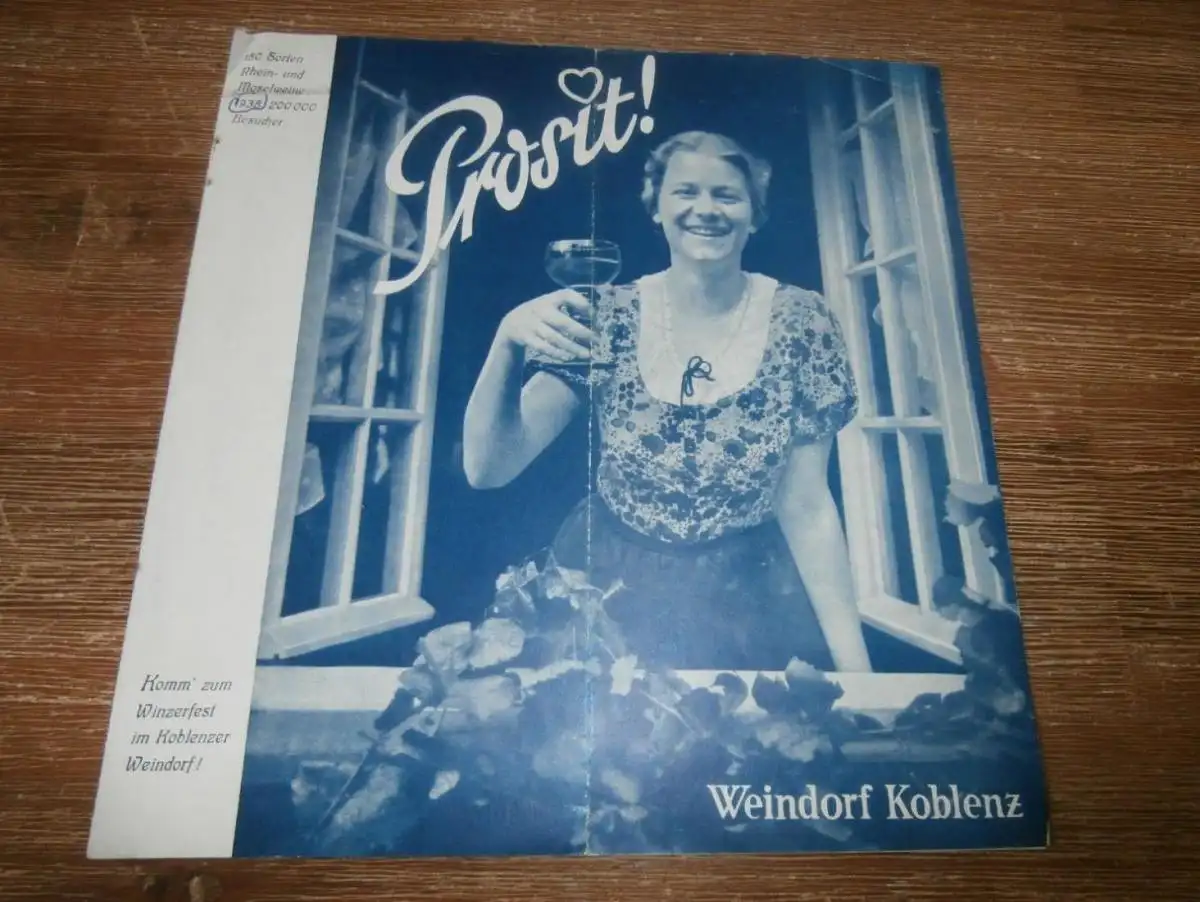 180 Sorten
Rhein- und
Moselweine
1938 200 000
Besucher
Prosit!
Komm' zum
Winzerfest
im Koblenzer
Weindorf!
Weindorf Koblenz